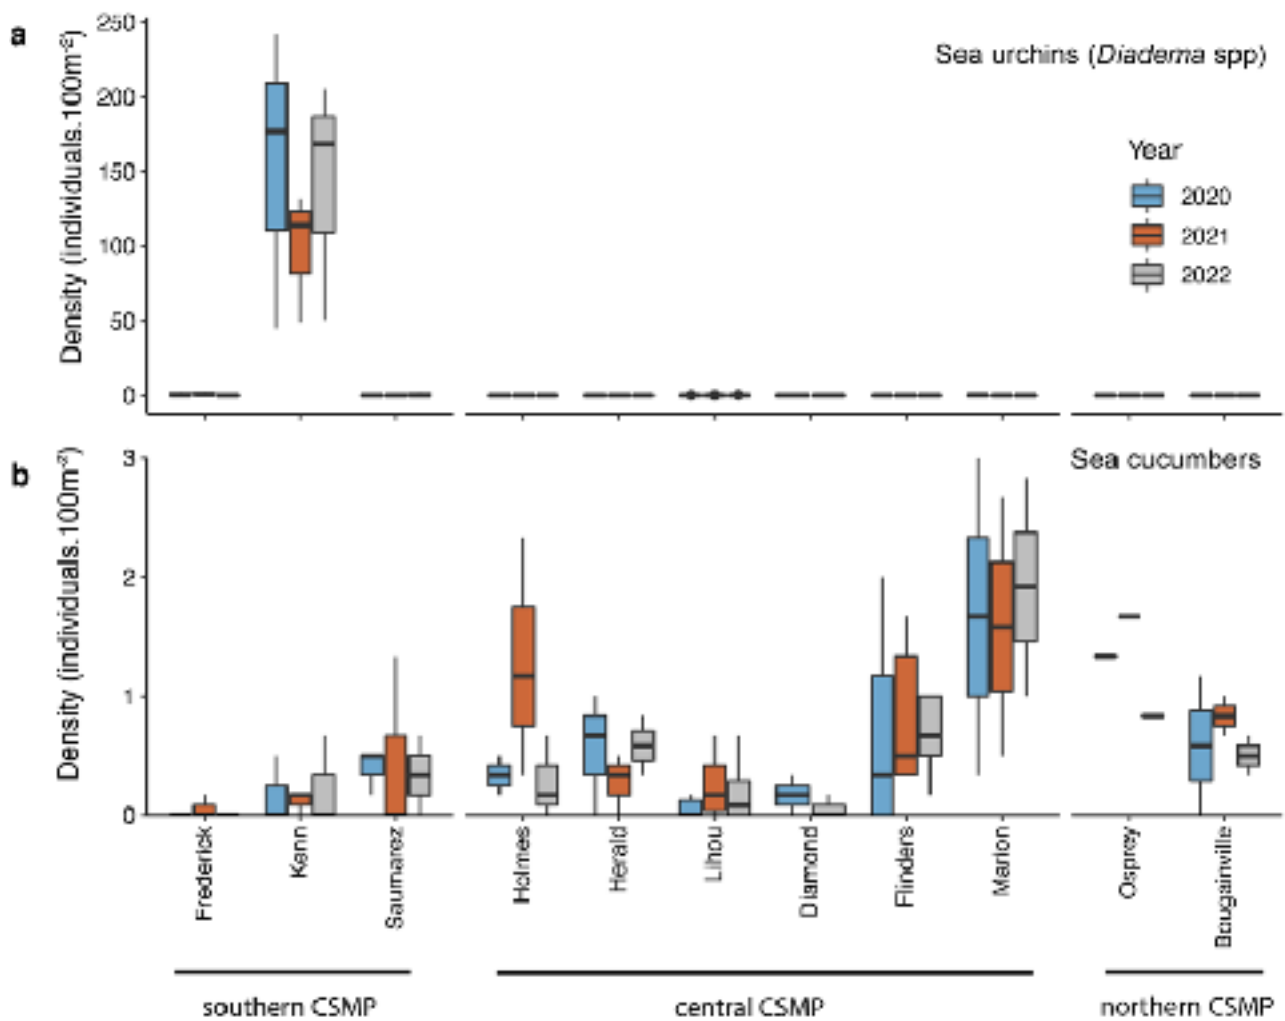 a
Sea urchins (Diadema spp)
Density (individuals.100m⁻²)
250
200
150
100
50
0
Year
2020
2021
2022
b
Sea cucumbers
Density (individuals.100m⁻²)
3
2
1
0
Frederick
Kenn
Saumarez
Holmes
Herald
Lihou
Diamond
Flinders
Marion
Osprey
Bougainville
southern CSMP
central CSMP
northern CSMP